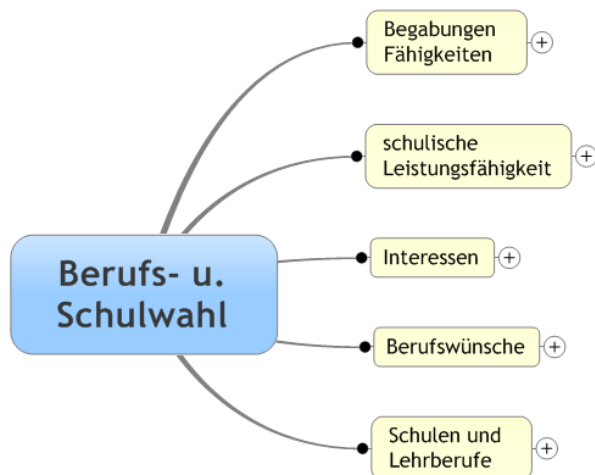 Begabungen
Fähigkeiten
schulische
Leistungsfähigkeit
Berufs- u.
Schulwahl
Interessen
Berufswünsche
Schulen und
Lehrberufe